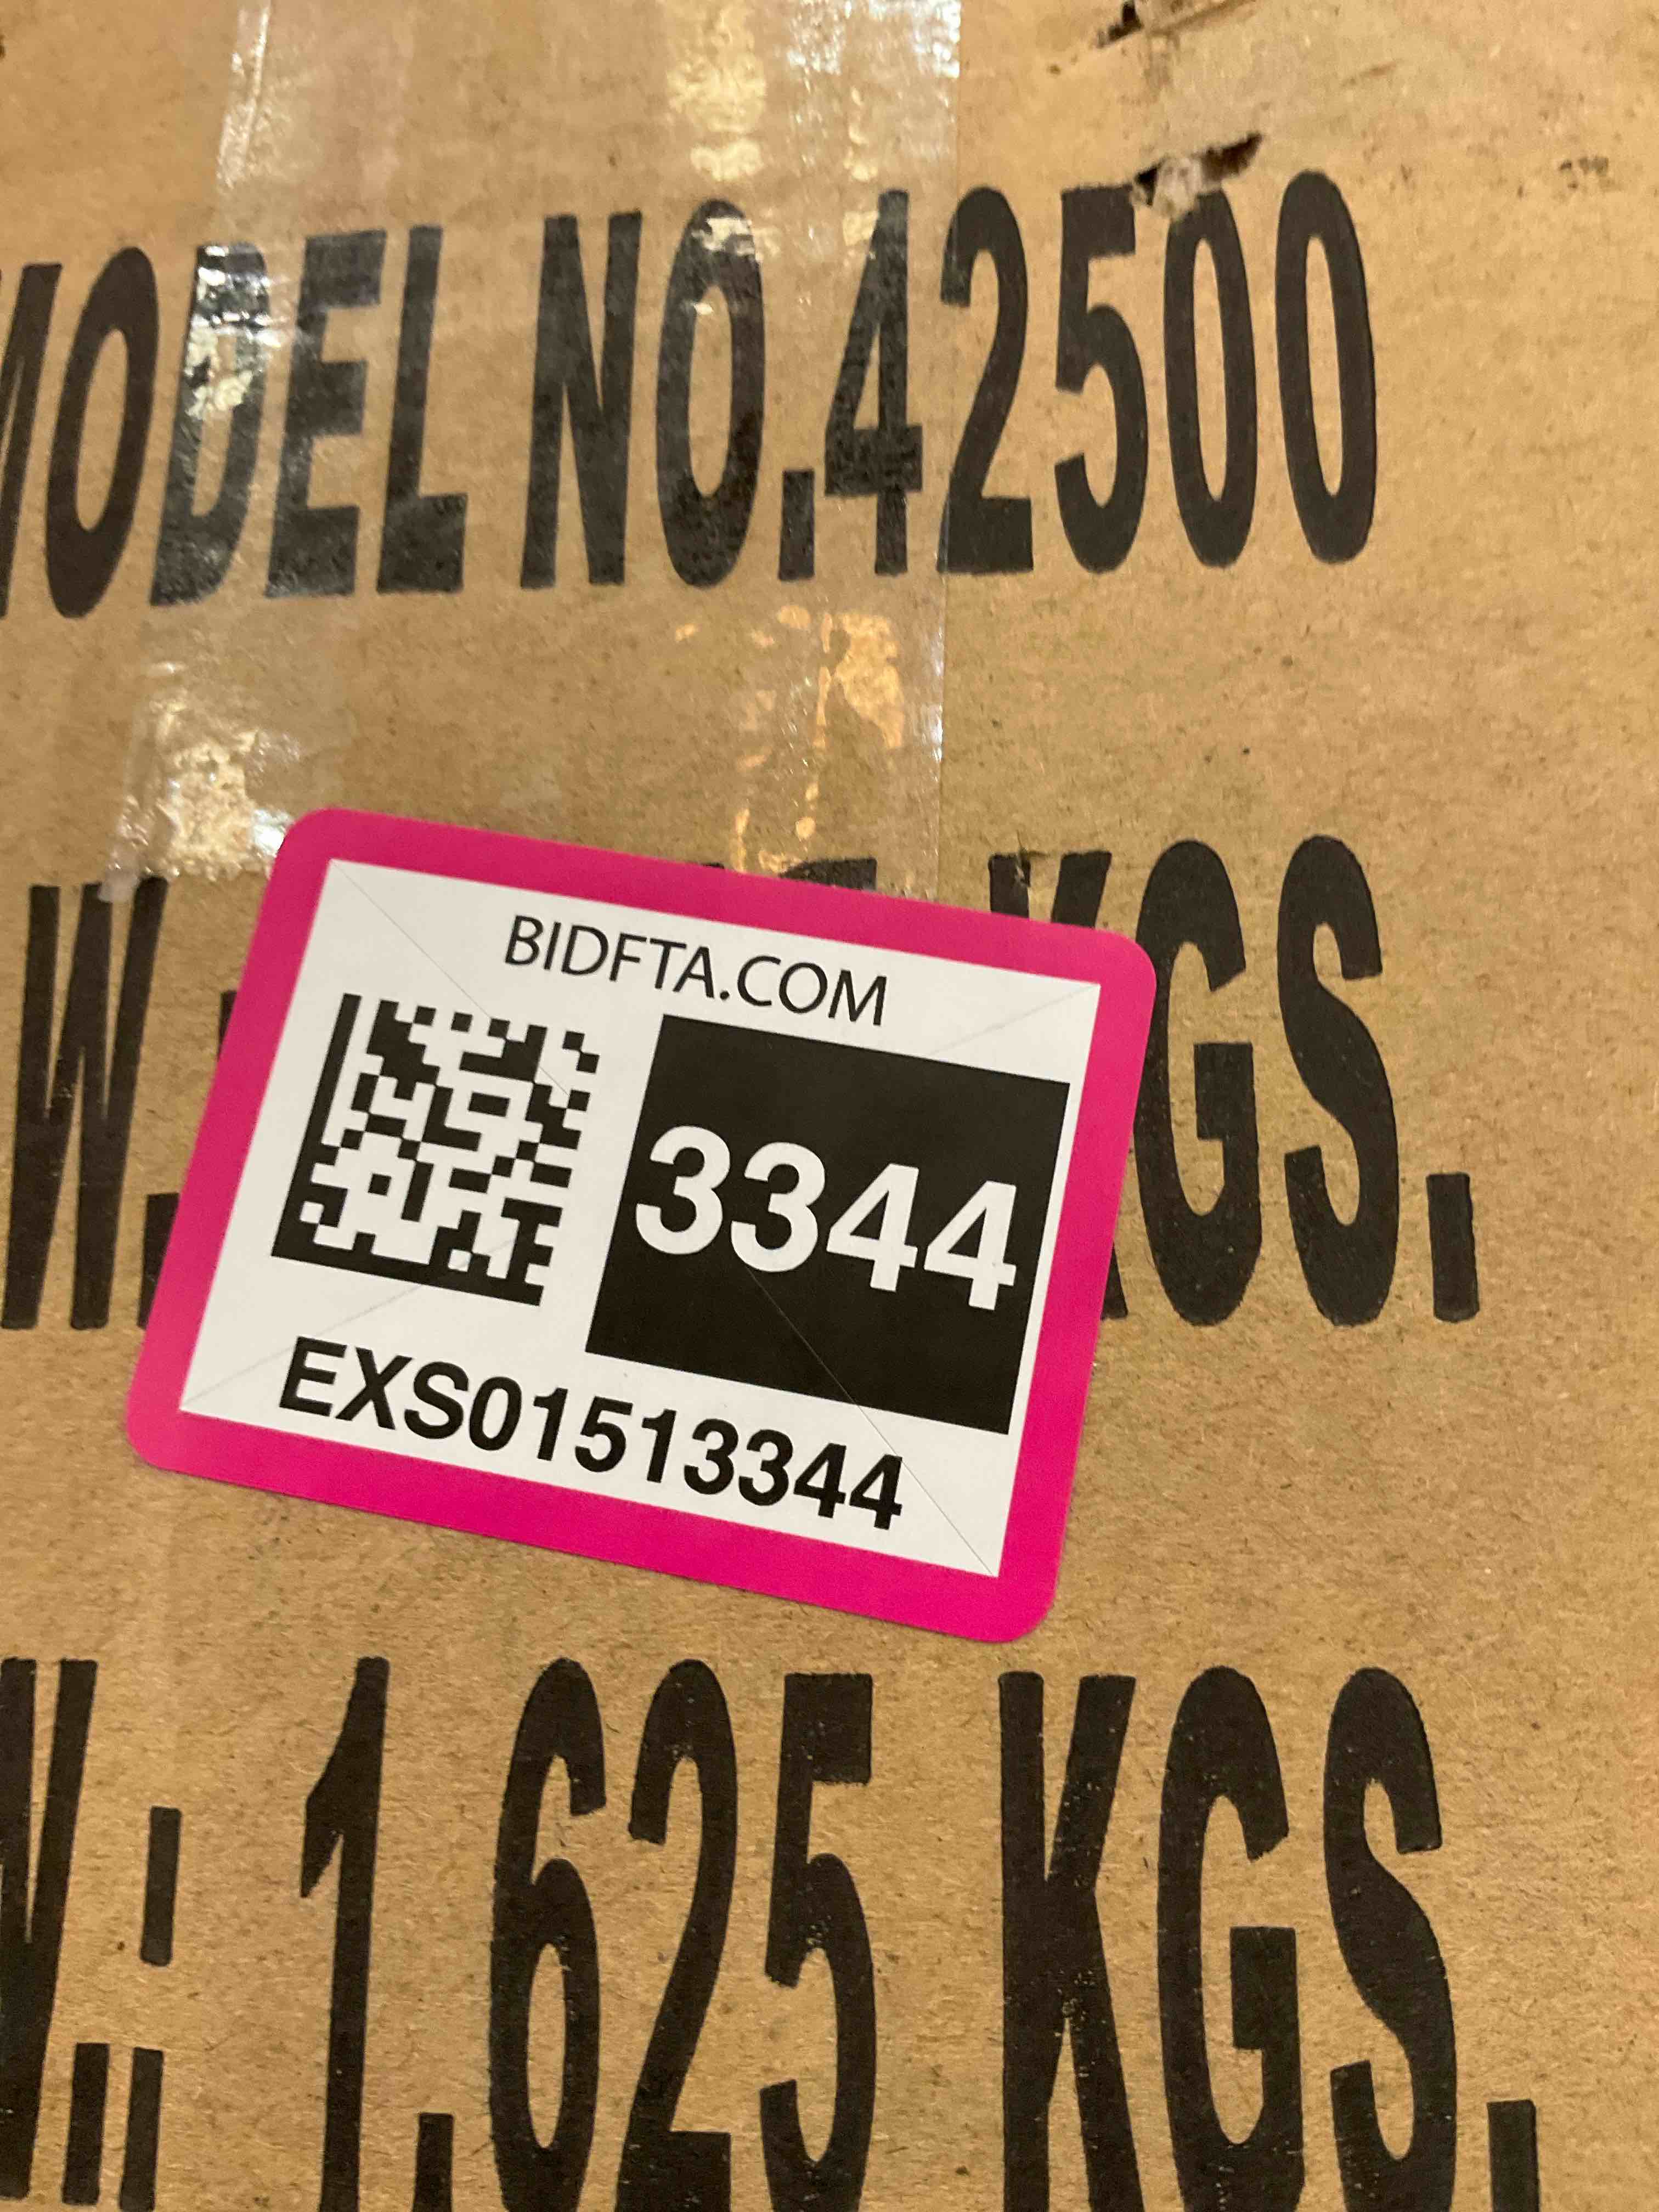 MODEL NO.42500
W. KGS.
BIDFTA.COM
3344
EXS01513344
W.: 1.625 KGS.